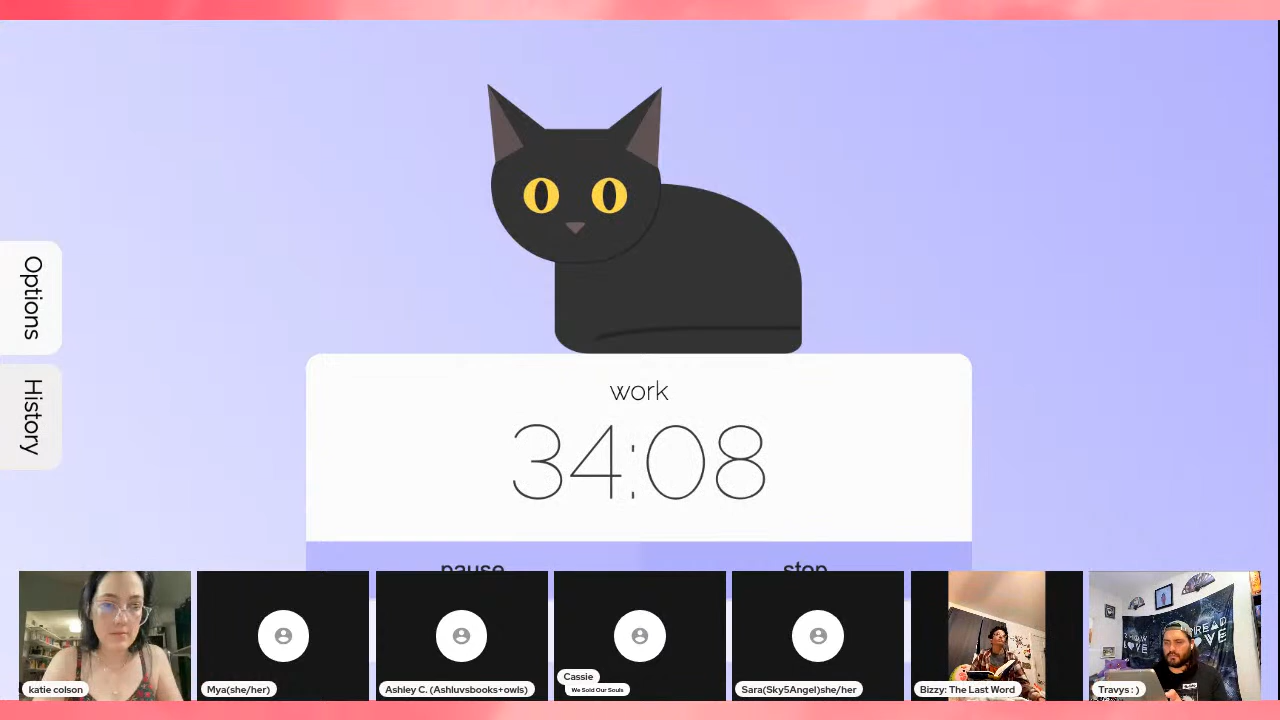 Options
History
work
34:08
pause
stop
katie colson
Mya(she/her)
Ashley C. (Ashluvsbooks+owls)
Cassie
We Sold Our Souls
Sara(Sky5Angel)she/her
Bizzy: The Last Word
Travys : )